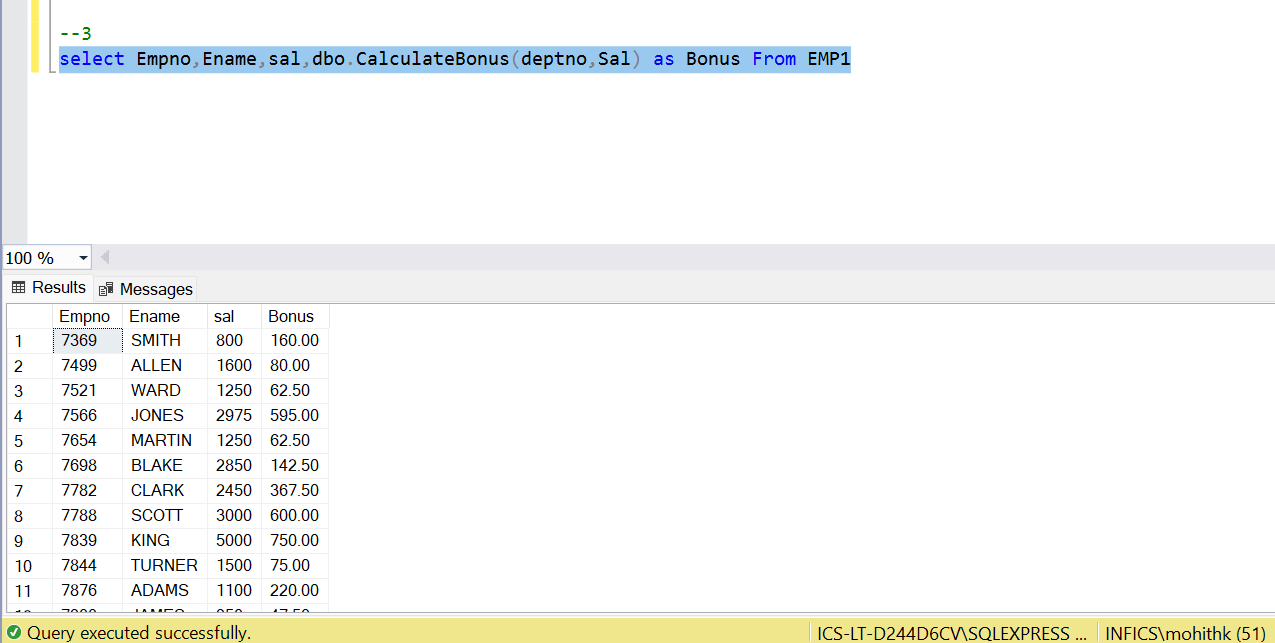 --3
select Empno,Ename,sal,dbo.CalculateBonus(deptno,Sal) as Bonus From EMP1
100 %
Results Messages
Empno Ename sal Bonus
1 7369 SMITH 800 160.00
2 7499 ALLEN 1600 80.00
3 7521 WARD 1250 62.50
4 7566 JONES 2975 595.00
5 7654 MARTIN 1250 62.50
6 7698 BLAKE 2850 142.50
7 7782 CLARK 2450 367.50
8 7788 SCOTT 3000 600.00
9 7839 KING 5000 750.00
10 7844 TURNER 1500 75.00
11 7876 ADAMS 1100 220.00
Query executed successfully. ICS-LT-D244D6CV\SQLEXPRESS ... INFICS\mohithk (51)